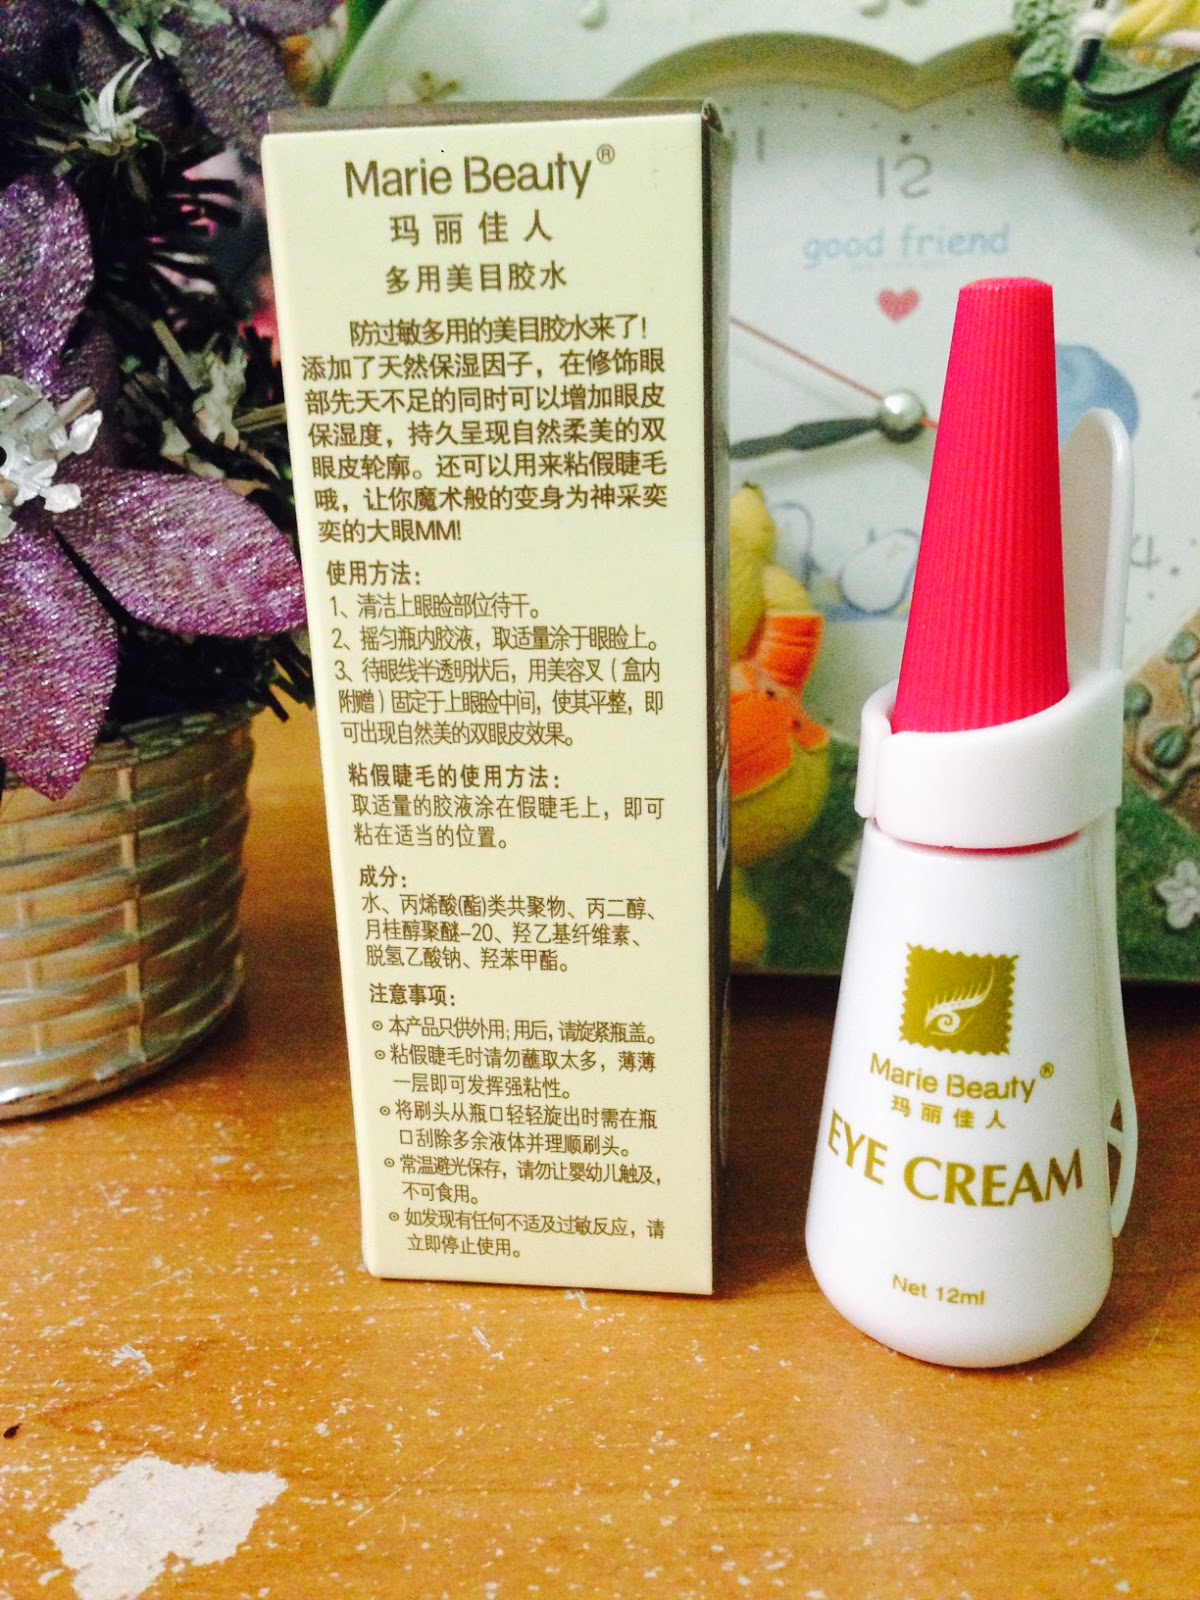 Marie Beauty®
玛丽佳人
多用美目胶水
防过敏多用的美目胶水来了!
添加了天然保湿因子，在修饰眼
部先天不足的同时可以增加眼皮
保湿度，持久呈现自然柔美的双
眼皮轮廓。还可以用来粘假睫毛
哦，让你魔术般的变身为神采奕
奕的大眼MM!
使用方法：
1、清洁上眼睑部位待干。
2、摇匀瓶内胶液，取适量涂于眼睑上。
3、待眼线半透明状后，用美容叉（盒内
附赠）固定于上眼睑中间，使其平整，即
可出现自然美的双眼皮效果。
粘假睫毛的使用方法：
取适量的胶液涂在假睫毛上，即可
粘在适当的位置。
成分：
水、丙烯酸(酯)类共聚物、丙二醇、
月桂醇聚醚-20、羟乙基纤维素、
脱氢乙酸钠、羟苯甲酯。
注意事项：
⊙本产品只供外用；用后，请旋紧瓶盖。
⊙粘假睫毛时请勿蘸取太多，薄薄
一层即可发挥强粘性。
⊙将刷头从瓶口轻轻旋出时需在瓶
口刮除多余液体并理顺刷头。
⊙常温避光保存，请勿让婴幼儿触及，
不可食用。
⊙如发现有任何不适及过敏反应，请
立即停止使用。
12
good friend
4
Marie Beauty®
玛丽佳人
EYE CREAM
Net 12ml